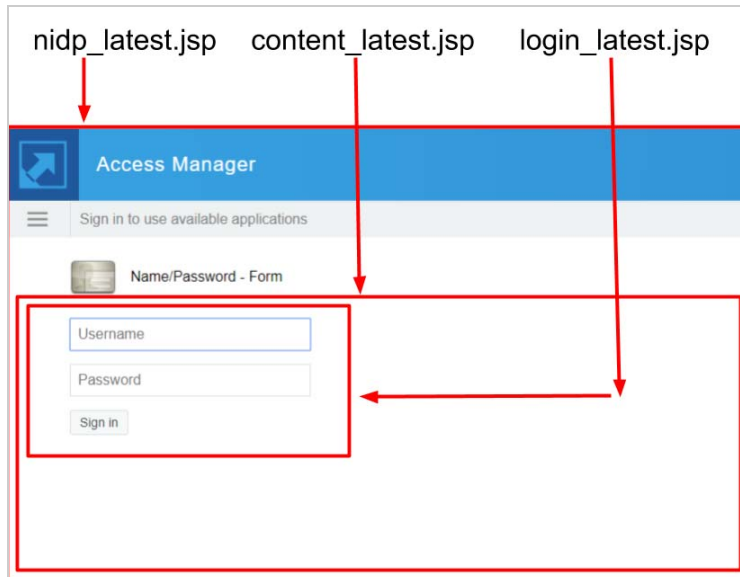 nidp_latest.jsp content_latest.jsp login_latest.jsp
Access Manager
Sign in to use available applications
Name/Password - Form
Username
Password
Sign in